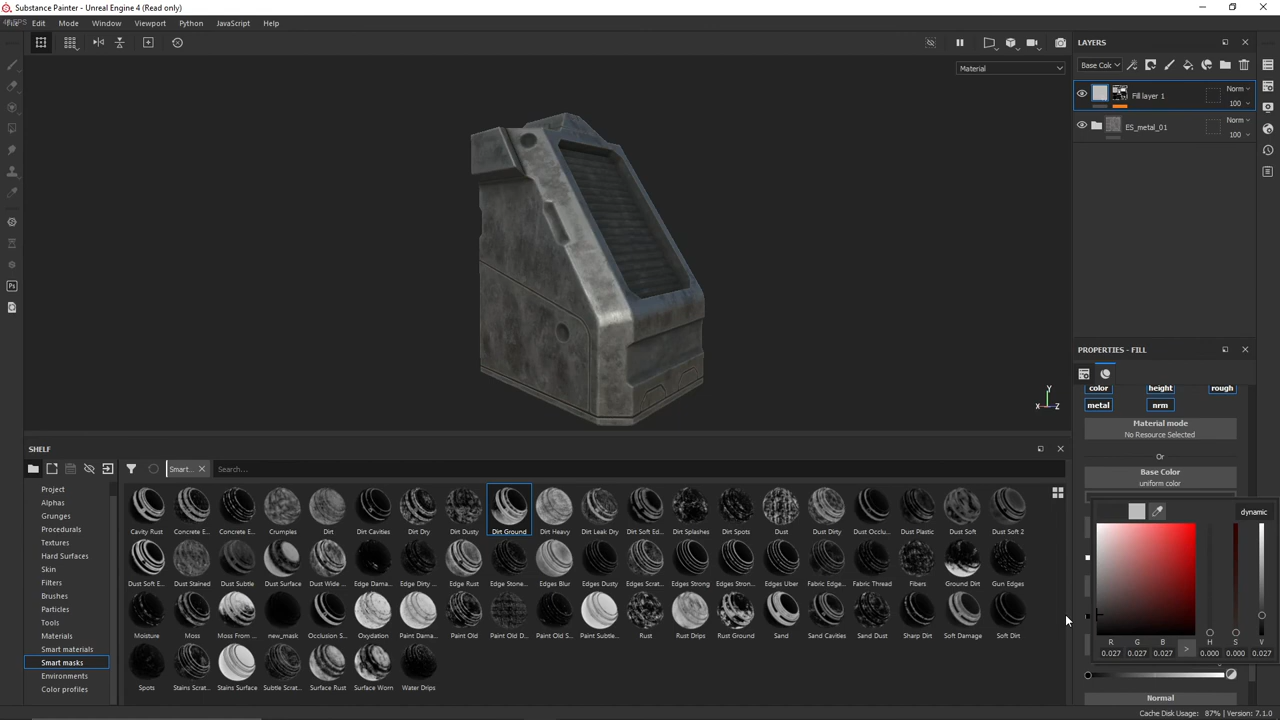 Substance Painter - Unreal Engine 4 (Read only)
Edit Mode Window Viewport Python JavaScript Help
Material
LAYERS
Base Col
Fill layer 1
Norm
100
ES_metal_01
Norm
100
Y
X Z
PROPERTIES - FILL
color height rough
metal nrm
Material mode
No Resource Selected
Or
Base Color
uniform color
dynamic
R G B H S V
0.027 0.027 0.027 > 0.000 0.000 0.027
Normal
SHELF
Smart... Search...
Project
Alphas
Grunges
Procedurals
Textures
Hard Surfaces
Skin
Filters
Brushes
Particles
Tools
Materials
Smart materials
Smart masks
Environments
Color profiles
Cavity Rust Concrete E... Concrete E... Crumples Dirt Dirt Cavities Dirt Dry Dirt Dusty Dirt Ground Dirt Heavy Dirt Leak Dry Dirt Soft Ed... Dirt Splashes Dirt Spots Dust Dust Dirty Dust Occlu... Dust Plastic Dust Soft Dust Soft 2
Dust Soft E... Dust Stained Dust Subtle Dust Surface Dust Wide ... Edge Dama... Edge Dirty ... Edge Rust Edge Stone... Edges Blur Edges Dusty Edges Scrat... Edges Strong Edges Stron... Edges Uber Fabric Edge... Fabric Thread Fibers Ground Dirt Gun Edges
Moisture Moss Moss From ... new_mask Occlusion S... Oxydation Paint Dama... Paint Old Paint Old D... Paint Old S... Paint Subtle... Rust Rust Drips Rust Ground Sand Sand Cavities Sand Dust Sharp Dirt Soft Damage Soft Dirt
Spots Stains Scrat... Stains Surface Subtle Scrat... Surface Rust Surface Worn Water Drips
Cache Disk Usage: 87% | Version: 7.1.0